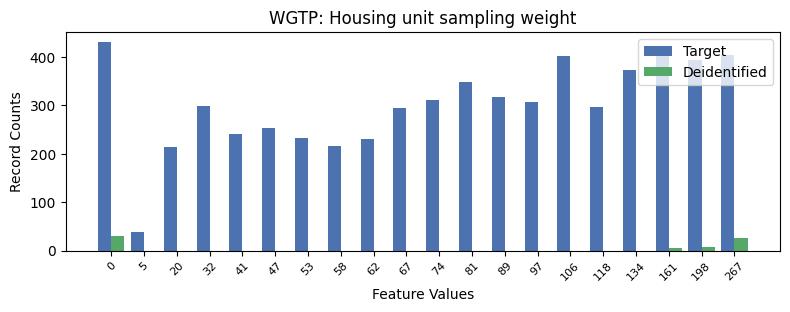 WGTP: Housing unit sampling weight
Target
Deidentified
Record Counts
400
300
200
100
0
0 5 20 32 41 47 53 58 62 67 74 81 89 97 106 118 134 161 198 267
Feature Values